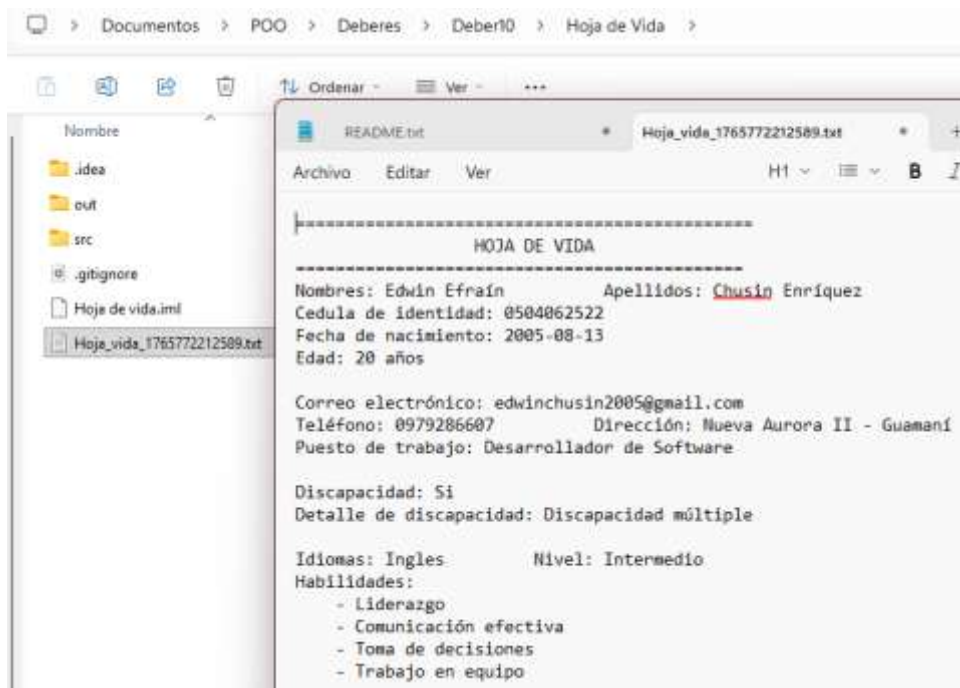 Documentos > POO > Deberes > Deber10 > Hoja de Vida >
Ordenar Ver ...
Nombre
.idea
out
src
.gitignore
Hoja de vida.iml
Hoja_vida_1765772212589.txt
README.txt Hoja_vida_1765772212589.txt +
Archivo Editar Ver H1 B I
==================================================
HOJA DE VIDA
==================================================
Nombres: Edwin Efraín Apellidos: Chusin Enríquez
Cedula de identidad: 0504062522
Fecha de nacimiento: 2005-08-13
Edad: 20 años
Correo electrónico: edwinchusin2005@gmail.com
Teléfono: 0979286607 Dirección: Nueva Aurora II - Guamaní
Puesto de trabajo: Desarrollador de Software
Discapacidad: Si
Detalle de discapacidad: Discapacidad múltiple
Idiomas: Ingles Nivel: Intermedio
Habilidades:
- Liderazgo
- Comunicación efectiva
- Toma de decisiones
- Trabajo en equipo